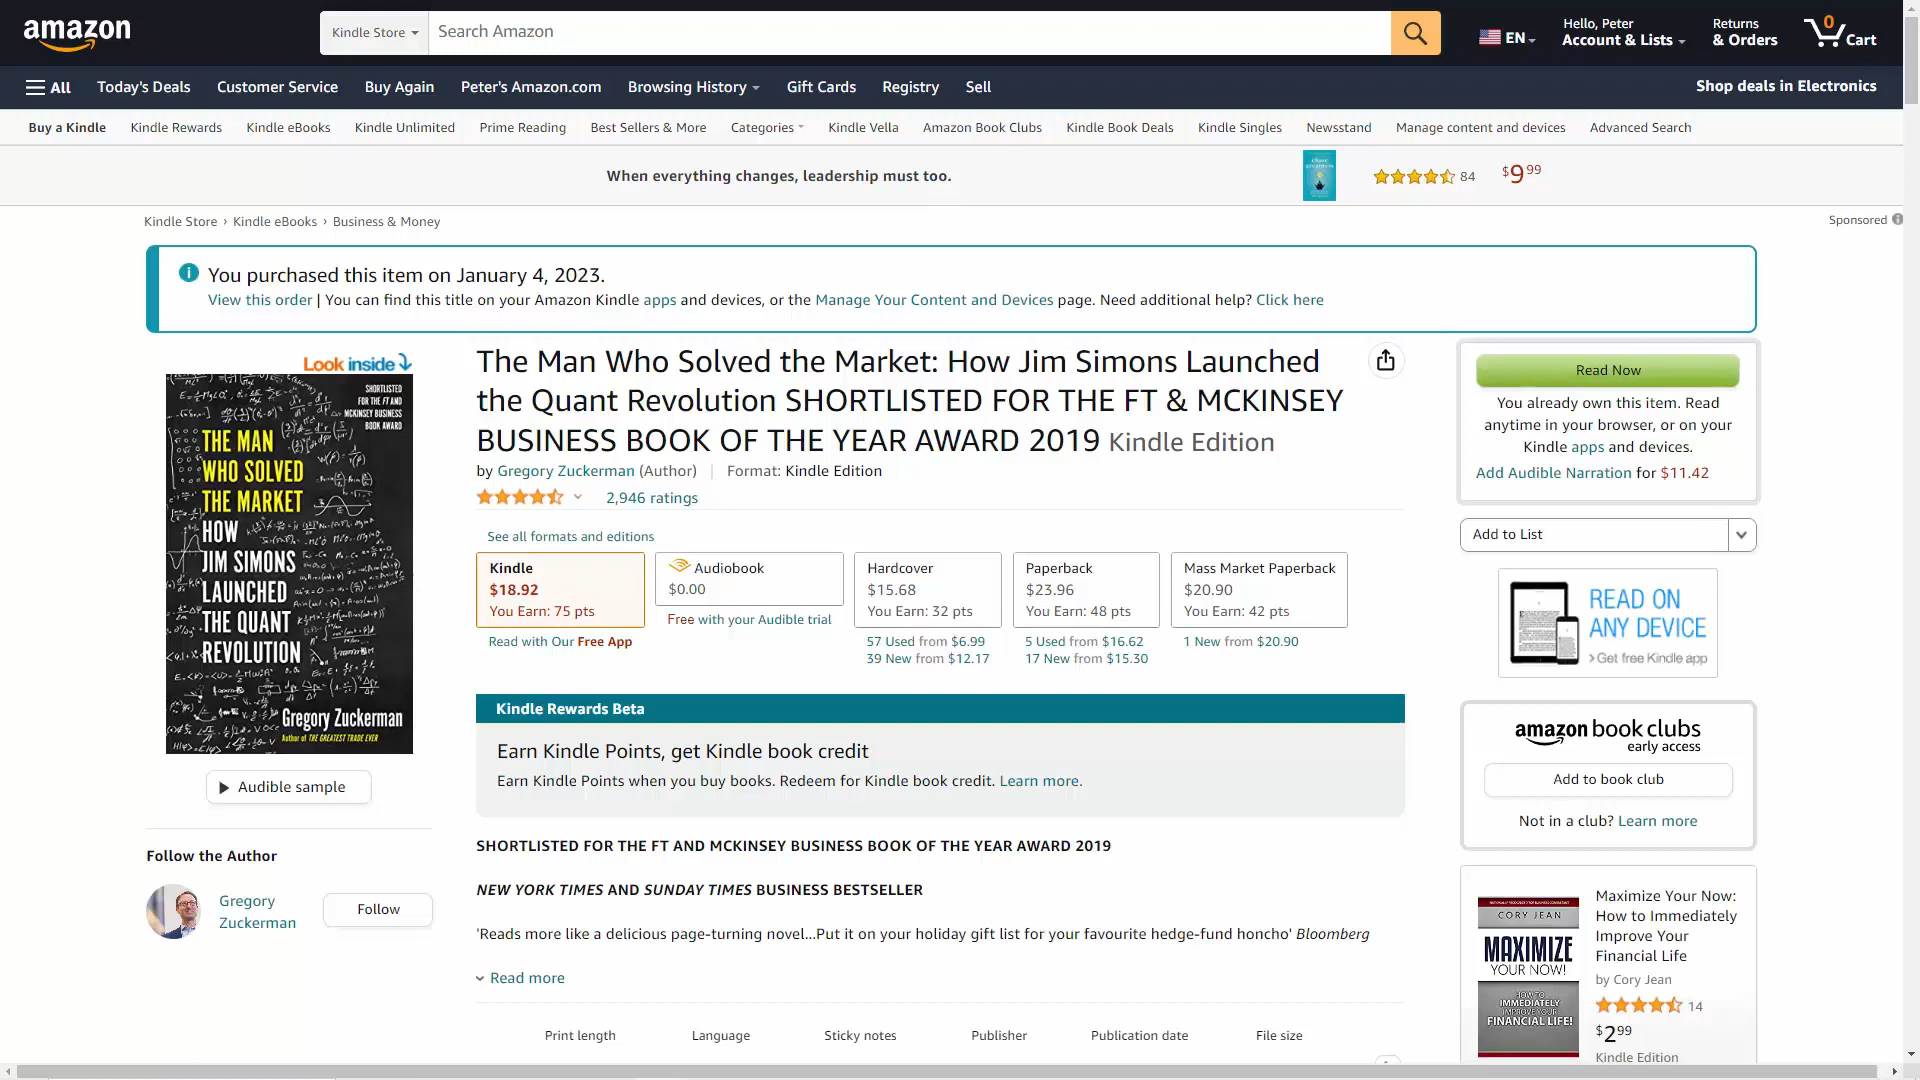 amazon
Kindle Store
Search Amazon
EN
Hello, Peter
Account & Lists
Returns
& Orders
0
Cart
All
Today's Deals
Customer Service
Buy Again
Peter's Amazon.com
Browsing History
Gift Cards
Registry
Sell
Shop deals in Electronics
Buy a Kindle
Kindle Rewards
Kindle eBooks
Kindle Unlimited
Prime Reading
Best Sellers & More
Categories
Kindle Vella
Amazon Book Clubs
Kindle Book Deals
Kindle Singles
Newsstand
Manage content and devices
Advanced Search
When everything changes, leadership must too.
84
$9 99
Kindle Store › Kindle eBooks › Business & Money
Sponsored
You purchased this item on January 4, 2023.
View this order | You can find this title on your Amazon Kindle apps and devices, or the Manage Your Content and Devices page. Need additional help? Click here
Look inside
SHORTLISTED
FOR THE FT AND
MCKINSEY BUSINESS
BOOK AWARD
THE MAN
WHO SOLVED
THE MARKET
HOW
JIM SIMONS
LAUNCHED
THE QUANT
REVOLUTION
Gregory Zuckerman
Author of THE GREATEST TRADE EVER
Audible sample
Follow the Author
Gregory
Zuckerman
Follow
The Man Who Solved the Market: How Jim Simons Launched
the Quant Revolution SHORTLISTED FOR THE FT & MCKINSEY
BUSINESS BOOK OF THE YEAR AWARD 2019 Kindle Edition
by Gregory Zuckerman (Author) | Format: Kindle Edition
2,946 ratings
See all formats and editions
Kindle
$18.92
You Earn: 75 pts
Read with Our Free App
Audiobook
$0.00
Free with your Audible trial
Hardcover
$15.68
You Earn: 32 pts
57 Used from $6.99
39 New from $12.17
Paperback
$23.96
You Earn: 48 pts
5 Used from $16.62
17 New from $15.30
Mass Market Paperback
$20.90
You Earn: 42 pts
1 New from $20.90
Kindle Rewards Beta
Earn Kindle Points, get Kindle book credit
Earn Kindle Points when you buy books. Redeem for Kindle book credit. Learn more.
SHORTLISTED FOR THE FT AND MCKINSEY BUSINESS BOOK OF THE YEAR AWARD 2019
NEW YORK TIMES AND SUNDAY TIMES BUSINESS BESTSELLER
'Reads more like a delicious page-turning novel...Put it on your holiday gift list for your favourite hedge-fund honcho' Bloomberg
Read more
Print length
Language
Sticky notes
Publisher
Publication date
File size
Read Now
You already own this item. Read
anytime in your browser, or on your
Kindle apps and devices.
Add Audible Narration for $11.42
Add to List
READ ON
ANY DEVICE
›Get free Kindle app
amazon book clubs
early access
Add to book club
Not in a club? Learn more
CORY JEAN
MAXIMIZE
YOUR NOW!
HOW TO
IMMEDIATELY
IMPROVE YOUR
FINANCIAL LIFE!
Maximize Your Now:
How to Immediately
Improve Your
Financial Life
by Cory Jean
14
$2 99
Kindle Edition